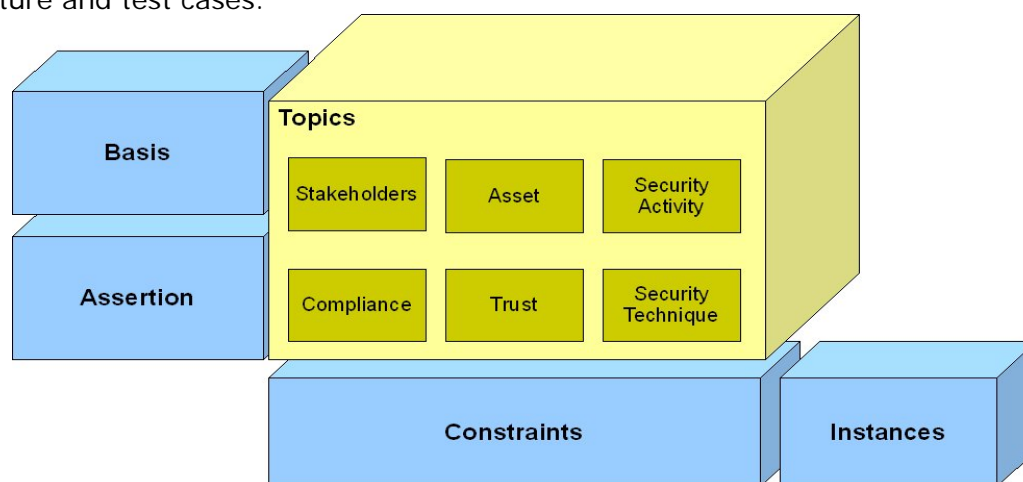 ture and test cases.
Topics
Basis
Stakeholders
Asset
Security
Activity
Assertion
Compliance
Trust
Security
Technique
Constraints
Instances